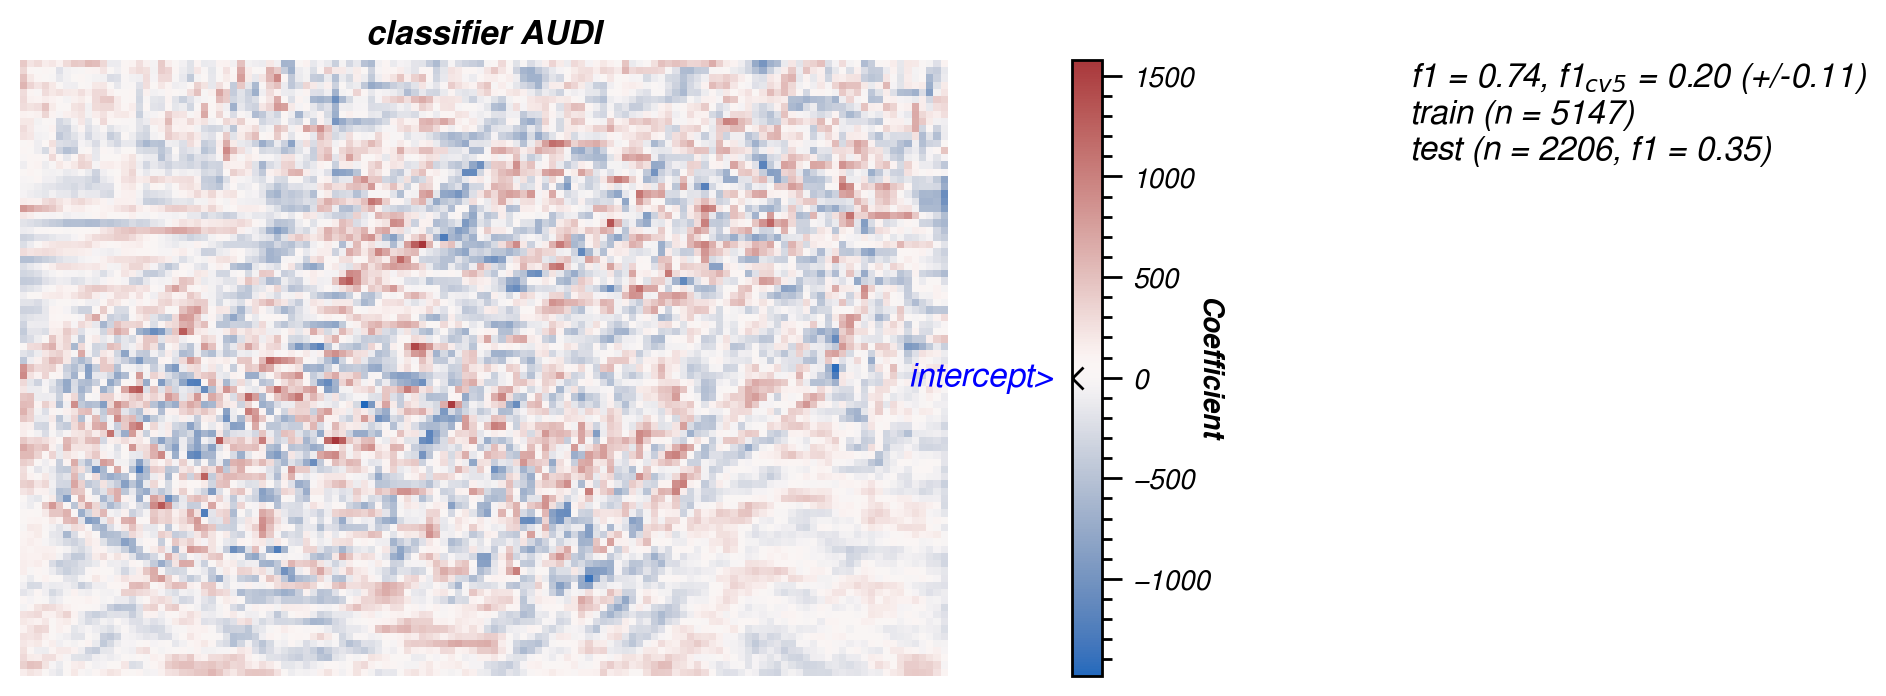 classifier AUDI
f1 = 0.74, f1cv5 = 0.20 (+/-0.11)
train (n = 5147)
test (n = 2206, f1 = 0.35)
1500
1000
500
intercept>
0
−500
−1000
Coefficient